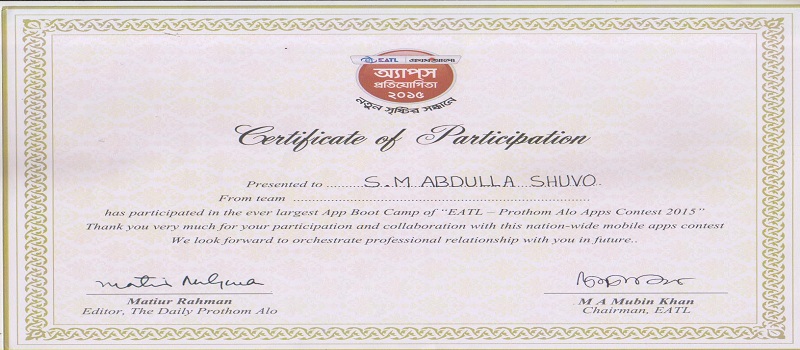 EATL প্রথম আলো
অ্যাপস
প্রতিযোগিতা
২০১৫
নতুন সৃষ্টির সন্ধানে
Certificate of Participation
Presented to ..........S.M ABDULLA SHUVO.
From team ..........................................................................
has participated in the ever largest App Boot Camp of "EATL – Prothom Alo Apps Contest 2015"
Thank you very much for your participation and collaboration with this nation-wide mobile apps contest
We look forward to orchestrate professional relationship with you in future..
Matiur Rahman
Editor, The Daily Prothom Alo
M A Mubin Khan
Chairman, EATL